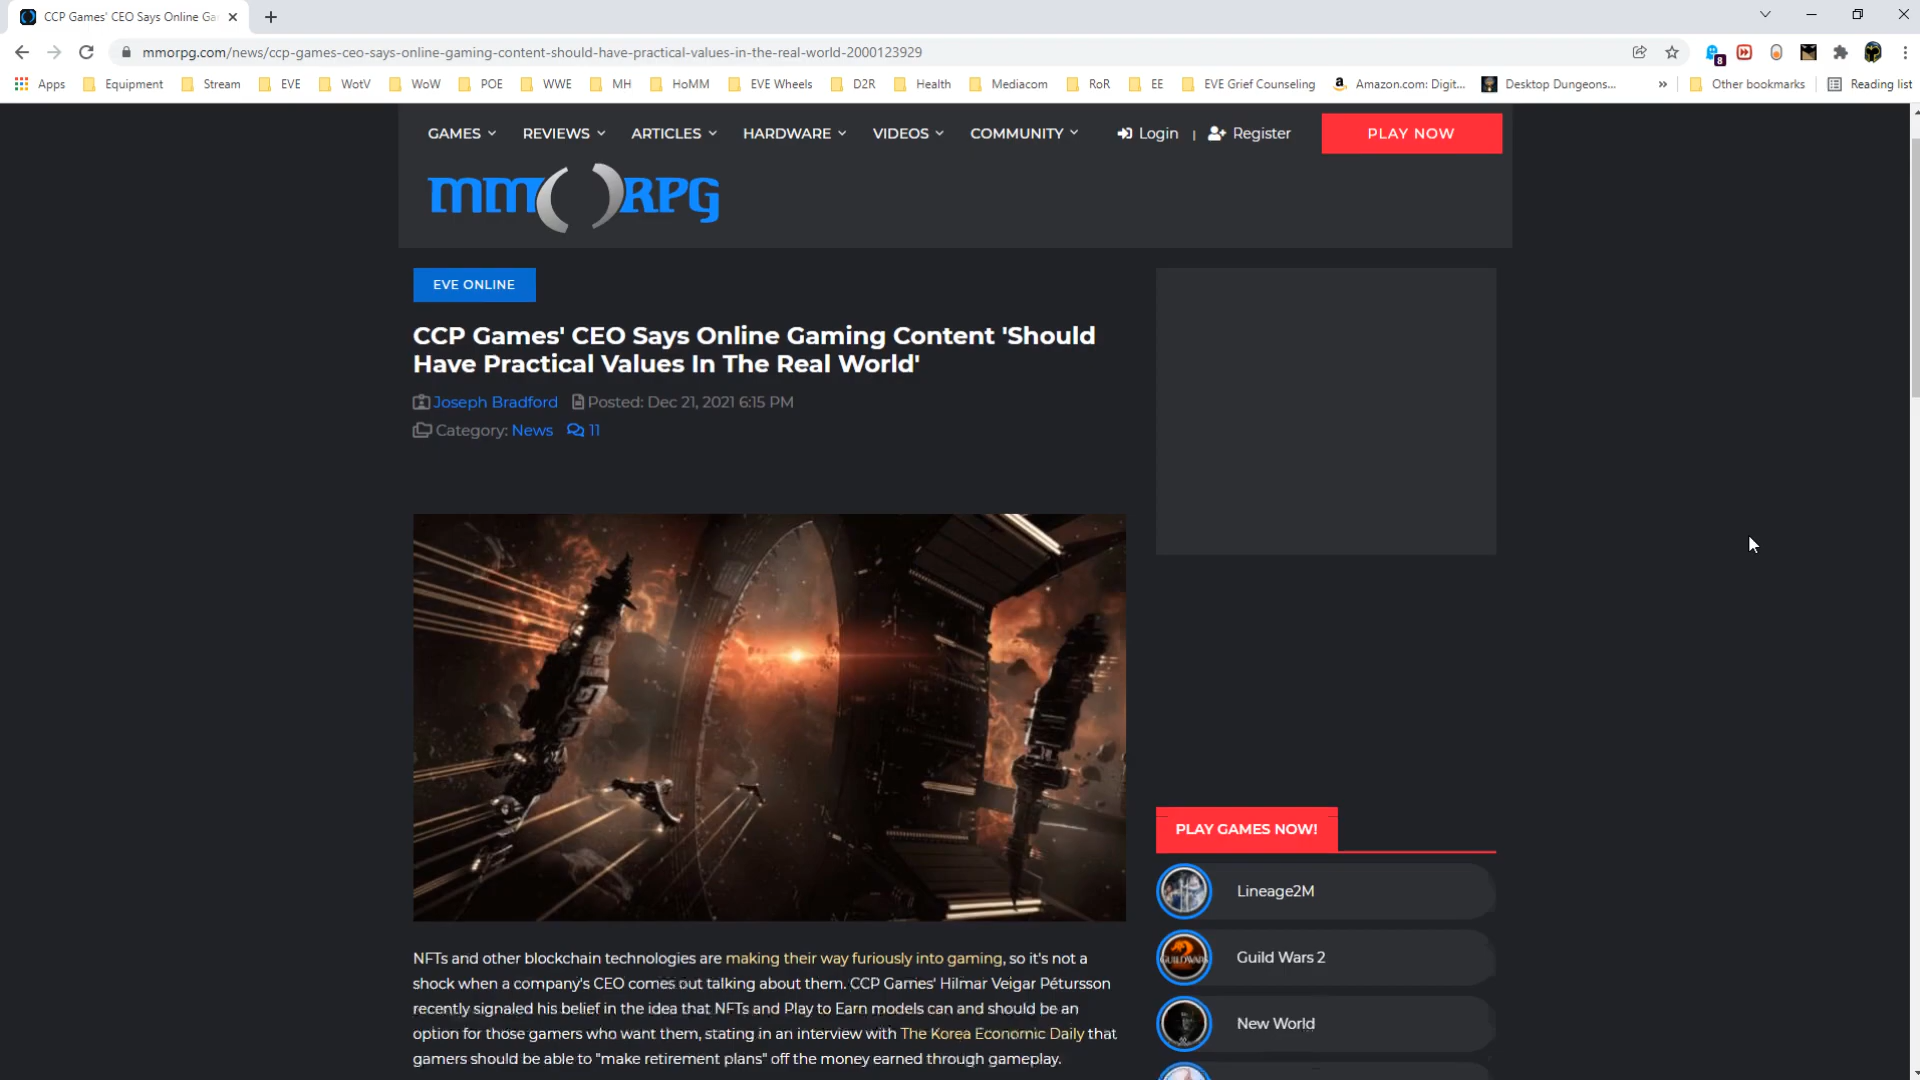 CCP Games' CEO Says Online Ga
mmorpg.com/news/ccp-games-ceo-says-online-gaming-content-should-have-practical-values-in-the-real-world-2000123929
8
Apps Equipment Stream EVE WotV WoW POE WWE MH HoMM EVE Wheels D2R Health Mediacom RoR EE EVE Grief Counseling Amazon.com: Digit... Desktop Dungeons... » Other bookmarks Reading list
GAMES REVIEWS ARTICLES HARDWARE VIDEOS COMMUNITY Login | Register PLAY NOW
mmorpg
EVE ONLINE
CCP Games' CEO Says Online Gaming Content 'Should
Have Practical Values In The Real World'
Joseph Bradford Posted: Dec 21, 2021 6:15 PM
Category: News 11
NFTs and other blockchain technologies are making their way furiously into gaming, so it's not a
shock when a company's CEO comes out talking about them. CCP Games' Hilmar Veigar Pétursson
recently signaled his belief in the idea that NFTs and Play to Earn models can and should be an
option for those gamers who want them, stating in an interview with The Korea Economic Daily that
gamers should be able to "make retirement plans" off the money earned through gameplay.
PLAY GAMES NOW!
Lineage2M
Guild Wars 2
New World